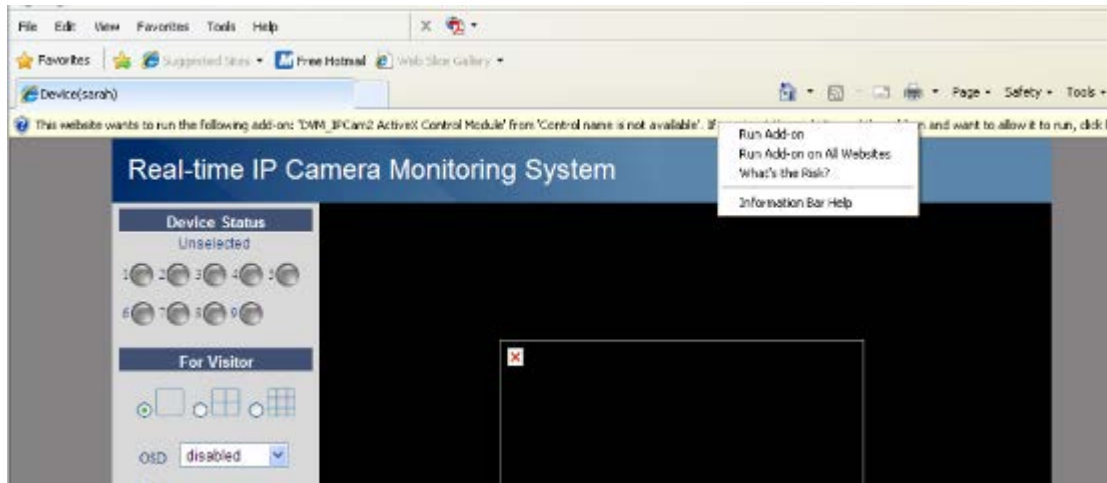 File Edit View Favorites Tools Help
Favorites Suggested Sites Free Hotmail Web Slice Gallery
Device(sarah) Page Safety Tools
This website wants to run the following add-on: 'DVM_IPCam2 ActiveX Control Module' from 'Control name is not available'. If and want to allow it to run, click
Run Add-on
Run Add-on on All Websites
What's the Risk?
Information Bar Help
Real-time IP Camera Monitoring System
Device Status
Unselected
1 2 3 4 5
6 7 8 9
For Visitor
OSD disabled